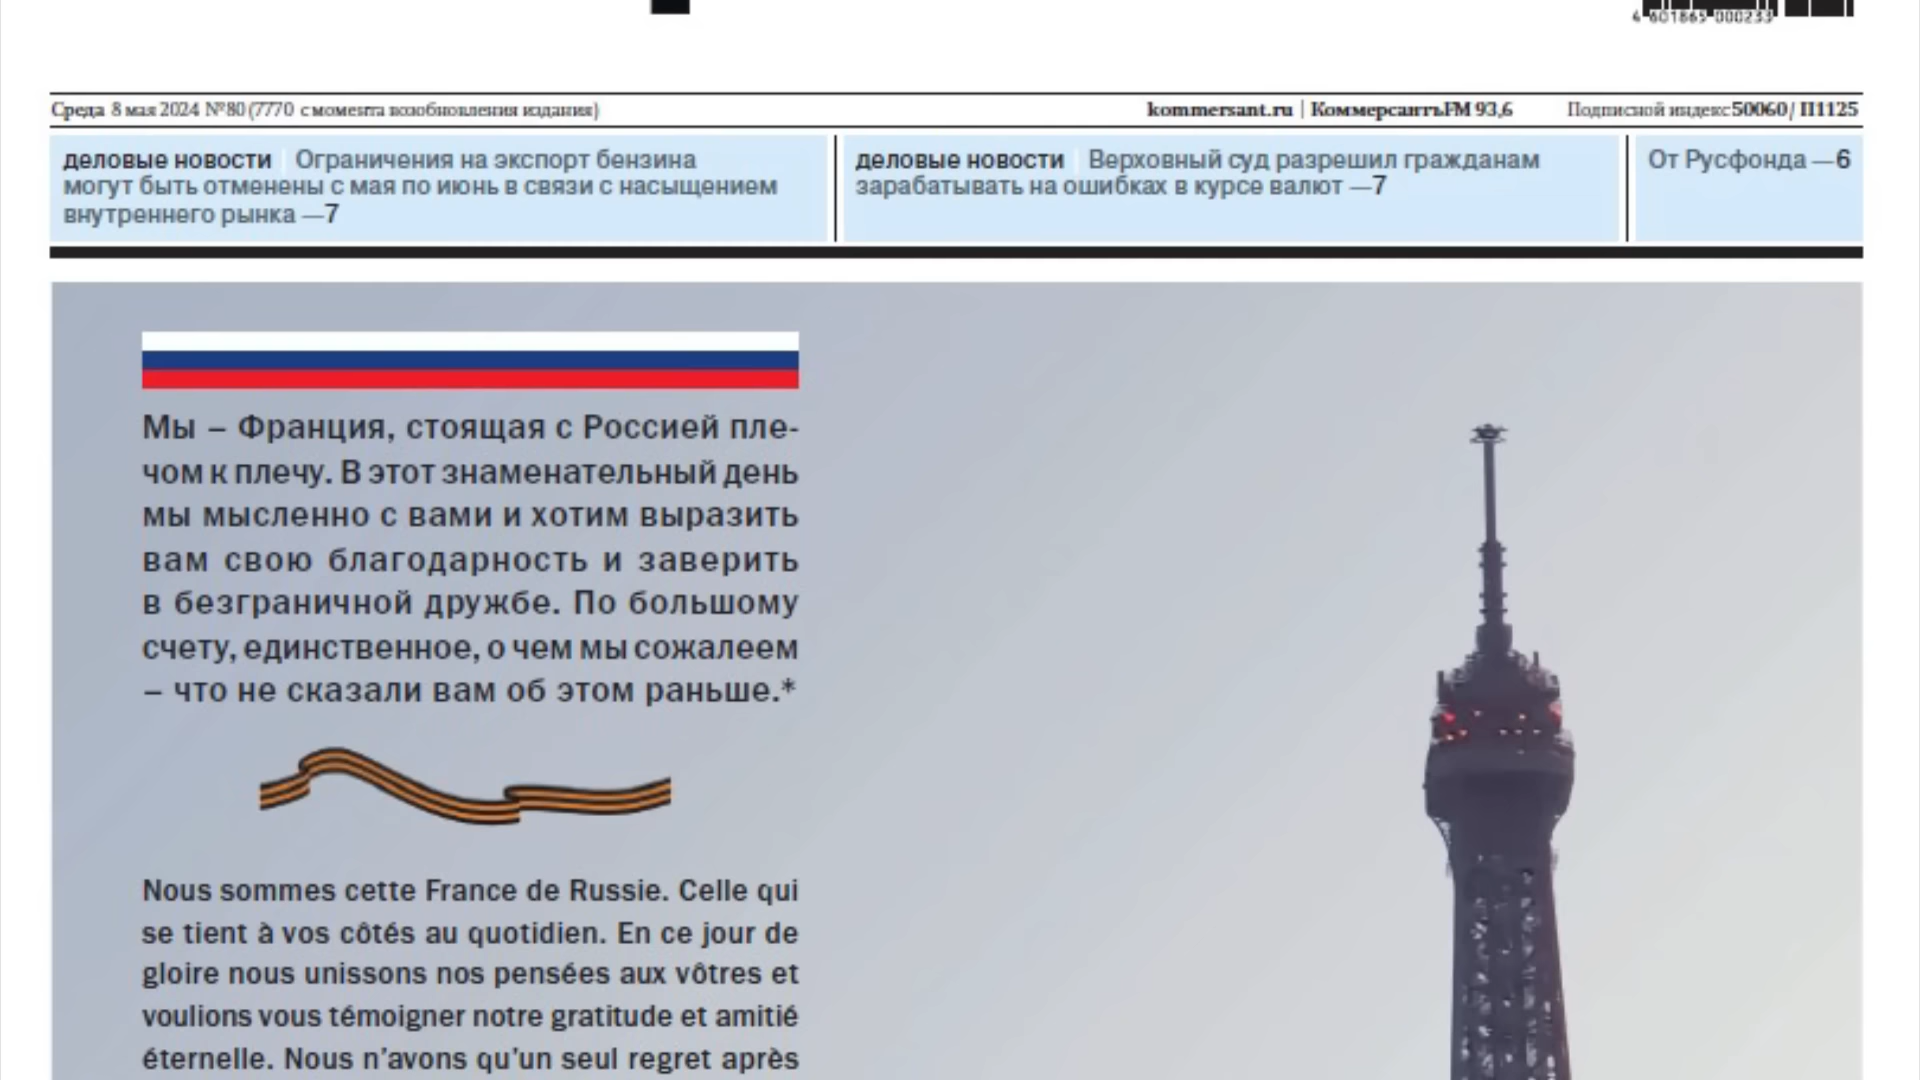 4 601865 000233
Среда 8 мая 2024 №80 (7770 с момента возобновления издания)
kommersant.ru | КоммерсантъFM 93,6
Подписной индекс 50060 / П1125
деловые новости Ограничения на экспорт бензина
могут быть отменены с мая по июнь в связи с насыщением
внутреннего рынка —7
деловые новости Верховный суд разрешил гражданам
зарабатывать на ошибках в курсе валют —7
От Русфонда —6
Мы – Франция, стоящая с Россией пле-
чом к плечу. В этот знаменательный день
мы мысленно с вами и хотим выразить
вам свою благодарность и заверить
в безграничной дружбе. По большому
счету, единственное, о чем мы сожалеем
– что не сказали вам об этом раньше.*
Nous sommes cette France de Russie. Celle qui
se tient à vos côtés au quotidien. En ce jour de
gloire nous unissons nos pensées aux vôtres et
voulions vous témoigner notre gratitude et amitié
éternelle. Nous n’avons qu’un seul regret après